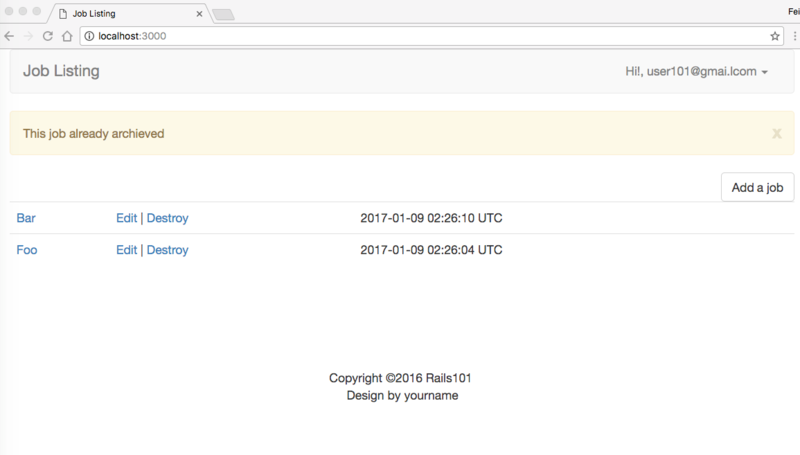 Job Listing
Fei
localhost:3000
Job Listing
Hi!, user101@gmai.lcom
This job already archieved
x
Add a job
Bar Edit | Destroy 2017-01-09 02:26:10 UTC
Foo Edit | Destroy 2017-01-09 02:26:04 UTC
Copyright ©2016 Rails101
Design by yourname